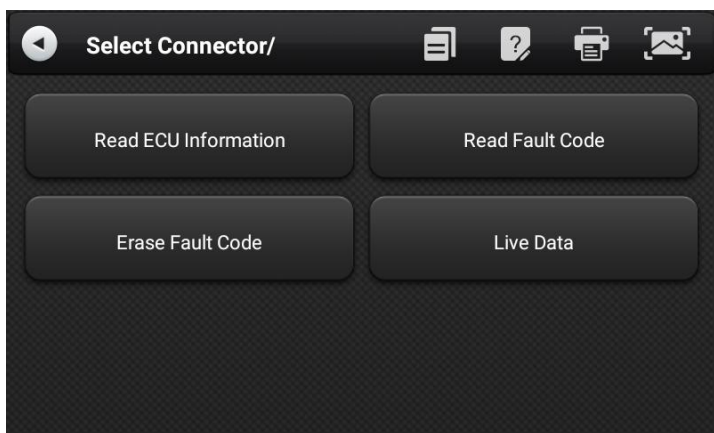 Select Connector/
Read ECU Information
Read Fault Code
Erase Fault Code
Live Data